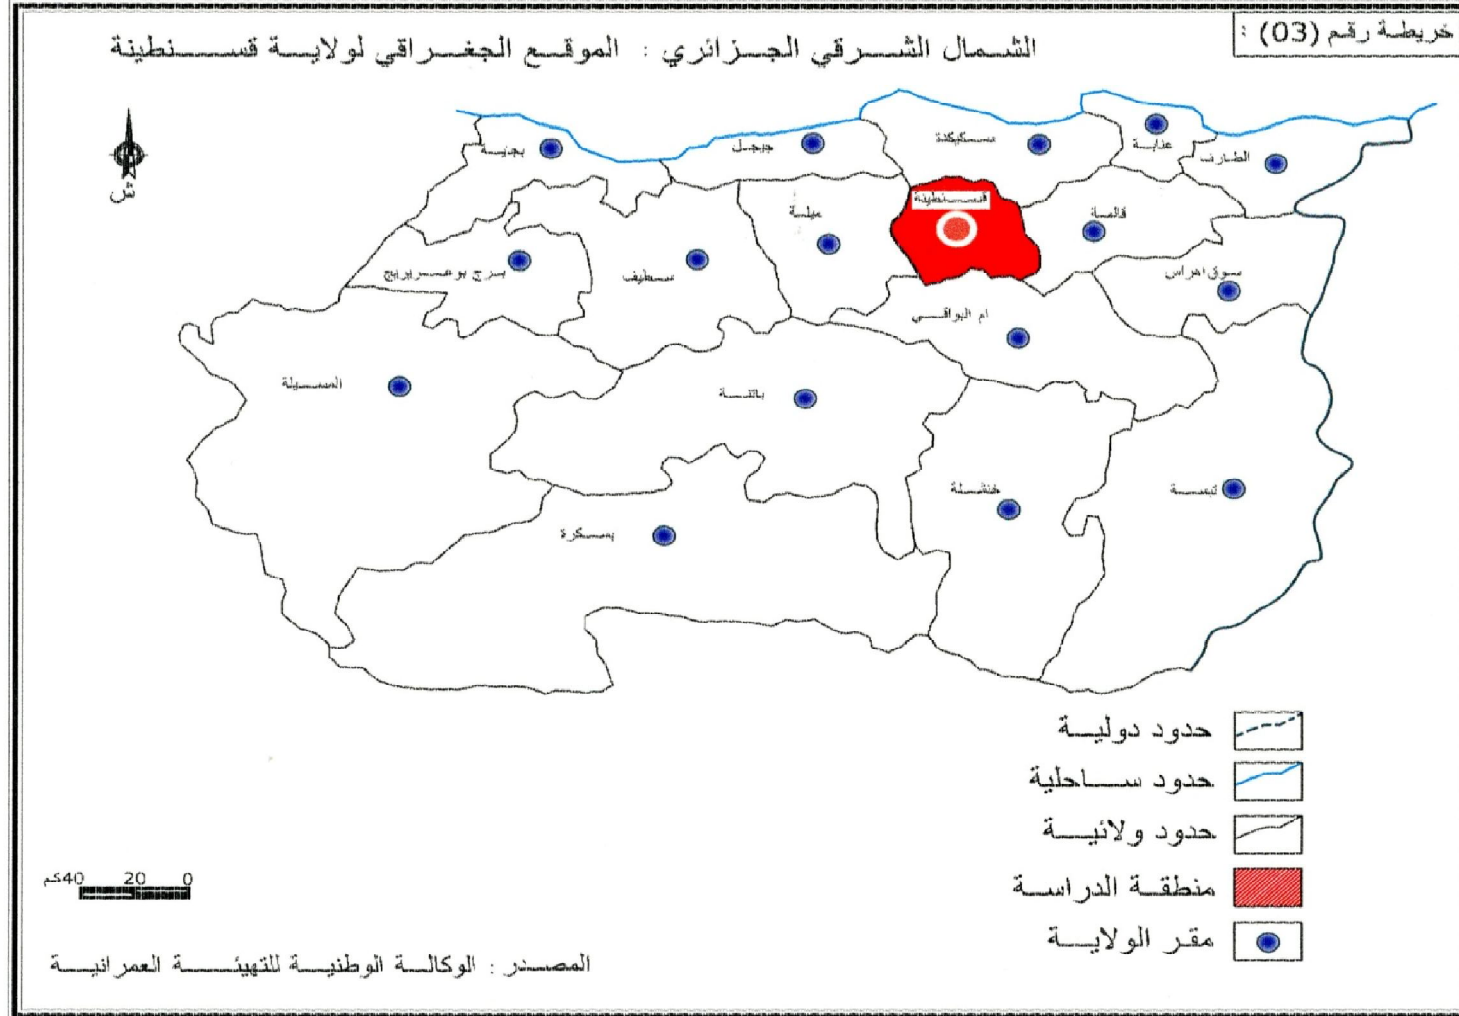 خريطة رقم (03) :
الشمال الشرقي الجزائري : الموقع الجغراقي لولاية قسنطينة
بجاية
جيجل
سكيكدة
عنابة
الطارف
قسنطينة
ميلة
قالمة
برج بوعريريج
سطيف
سوق اهراس
ام البواقي
المسيلة
باتنة
خنشلة
تبسة
بسكرة
ش
حدود دولية
حدود ساحلية
حدود ولائية
منطقة الدراسة
مقر الولاية
0 20 40كم
المصدر : الوكالة الوطنية للتهيئة العمرانية